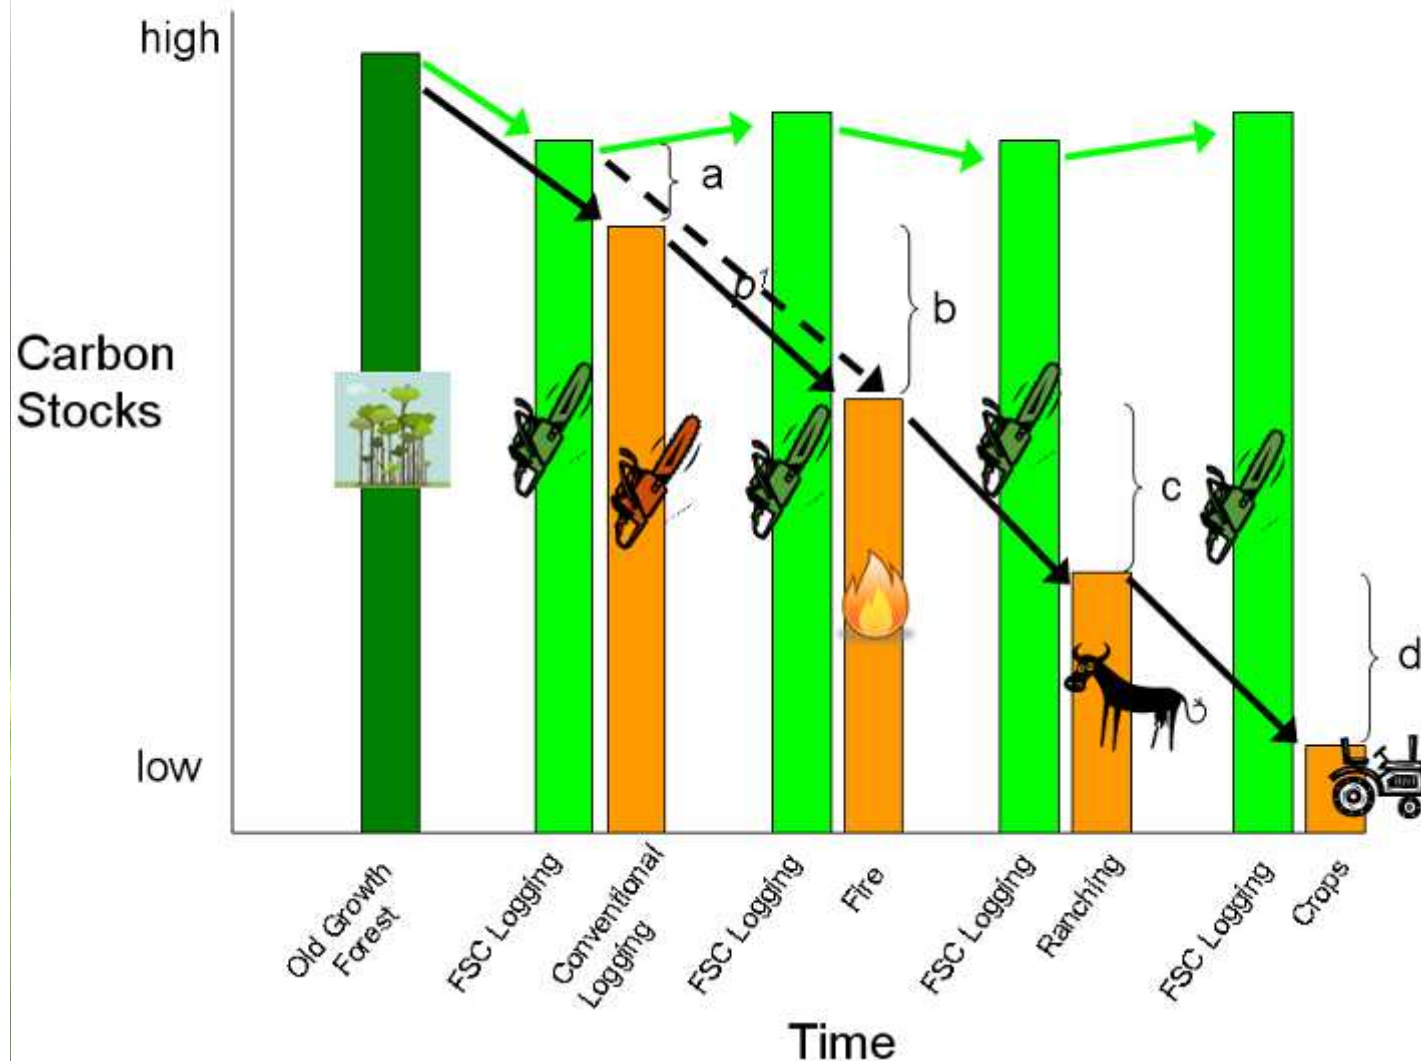 high
a
p1
b
Carbon
Stocks
c
d
low
Old Growth
Forest
FSC Logging
Conventional
Logging
FSC Logging
Fire
FSC Logging
Ranching
FSC Logging
Crops
Time